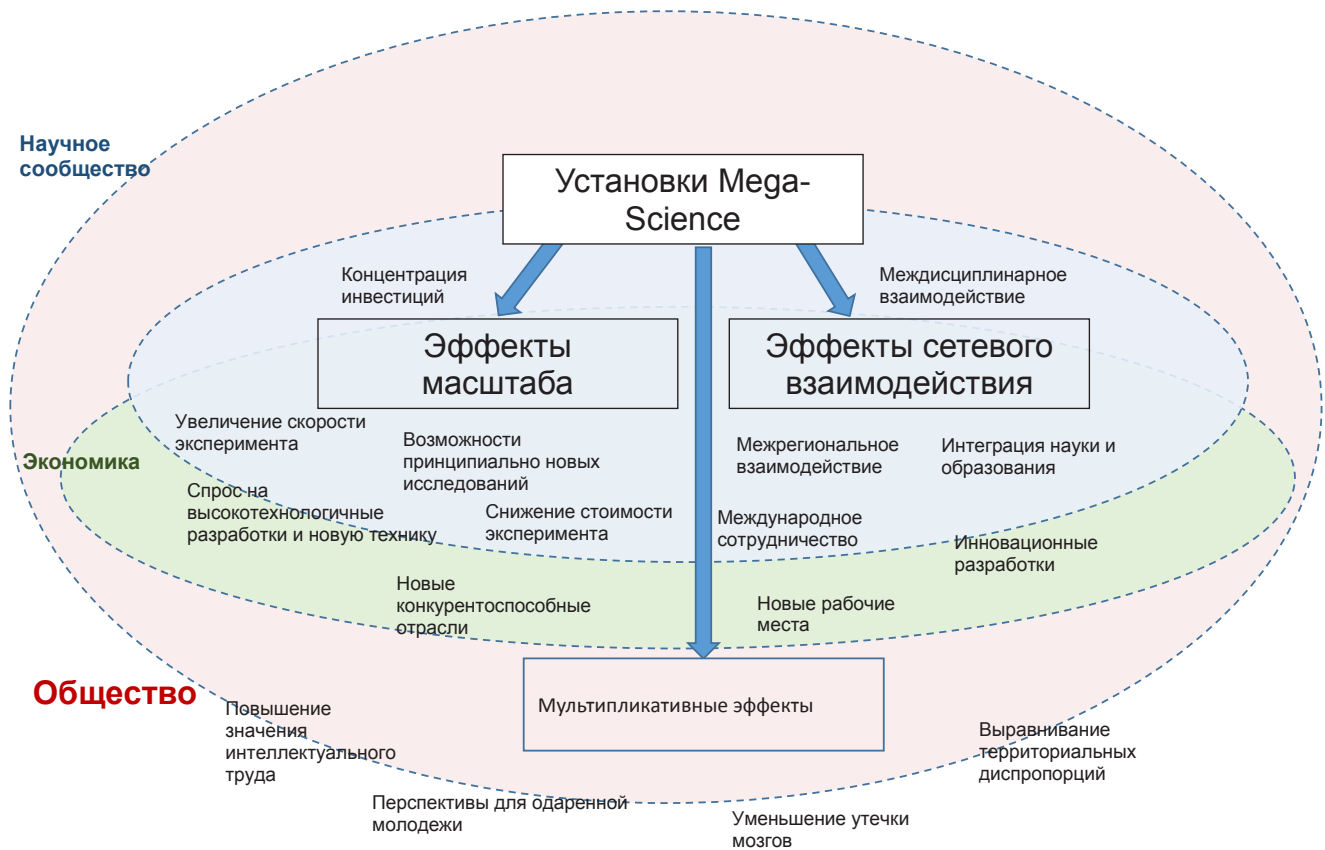 Научное
сообщество
Установки Mega-
Science
Концентрация
инвестиций
Междисциплинарное
взаимодействие
Эффекты
масштаба
Эффекты сетевого
взаимодействия
Увеличение скорости
эксперимента
Возможности
принципиально новых
исследований
Межрегиональное
взаимодействие
Интеграция науки и
образования
Экономика
Спрос на
высокотехнологичные
разработки и новую технику
Снижение стоимости
эксперимента
Международное
сотрудничество
Инновационные
разработки
Новые
конкурентоспособные
отрасли
Новые рабочие
места
Общество
Мультипликативные эффекты
Повышение
значения
интеллектуального
труда
Выравнивание
территориальных
диспропорций
Перспективы для одаренной
молодежи
Уменьшение утечки
мозгов